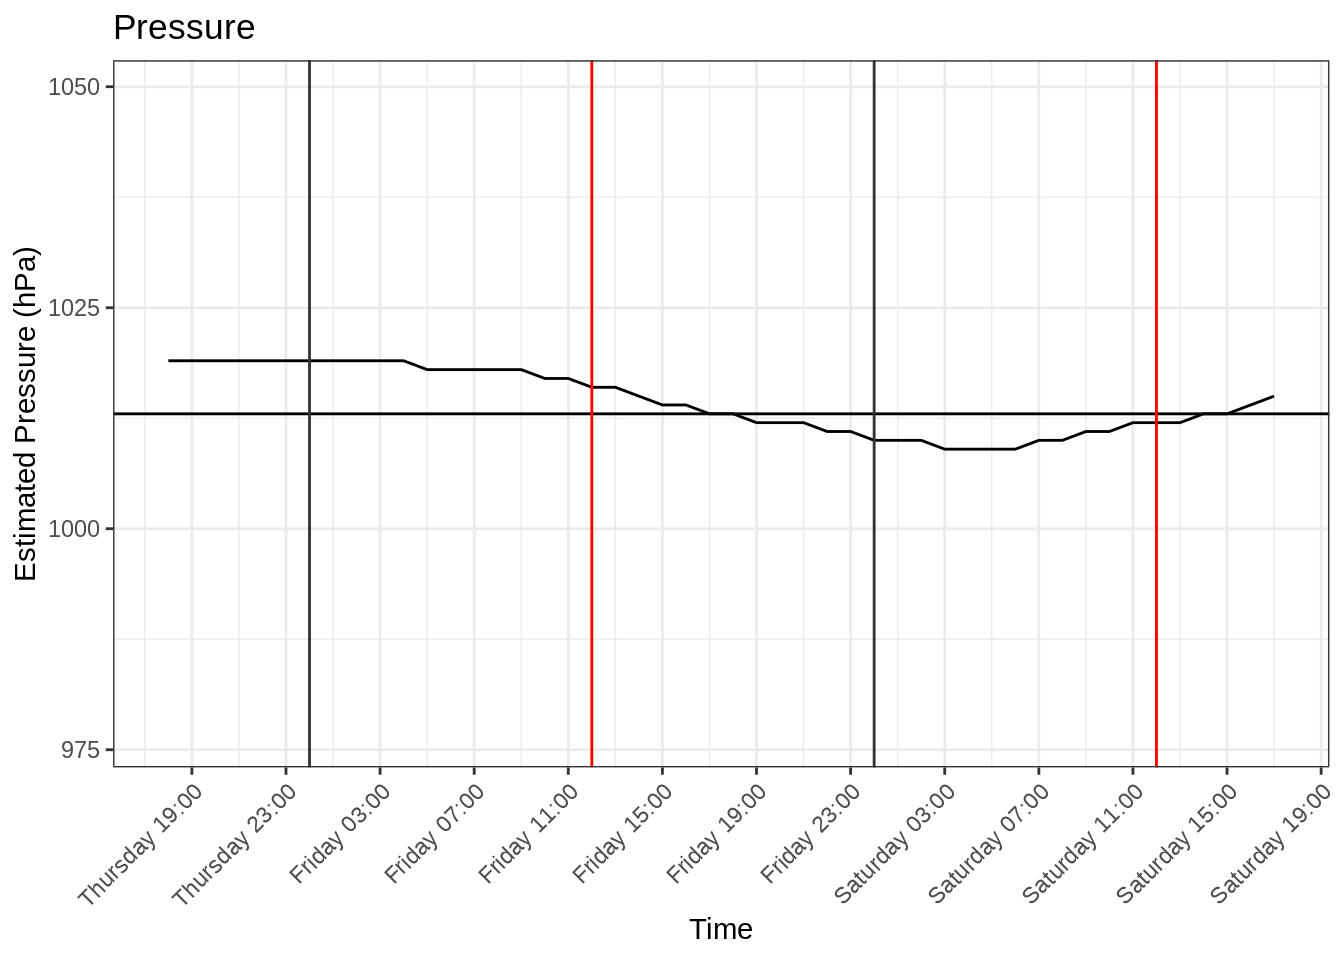 Pressure
Estimated Pressure (hPa)
1050
1025
1000
975
Thursday 19:00
Thursday 23:00
Friday 03:00
Friday 07:00
Friday 11:00
Friday 15:00
Friday 19:00
Friday 23:00
Saturday 03:00
Saturday 07:00
Saturday 11:00
Saturday 15:00
Saturday 19:00
Time